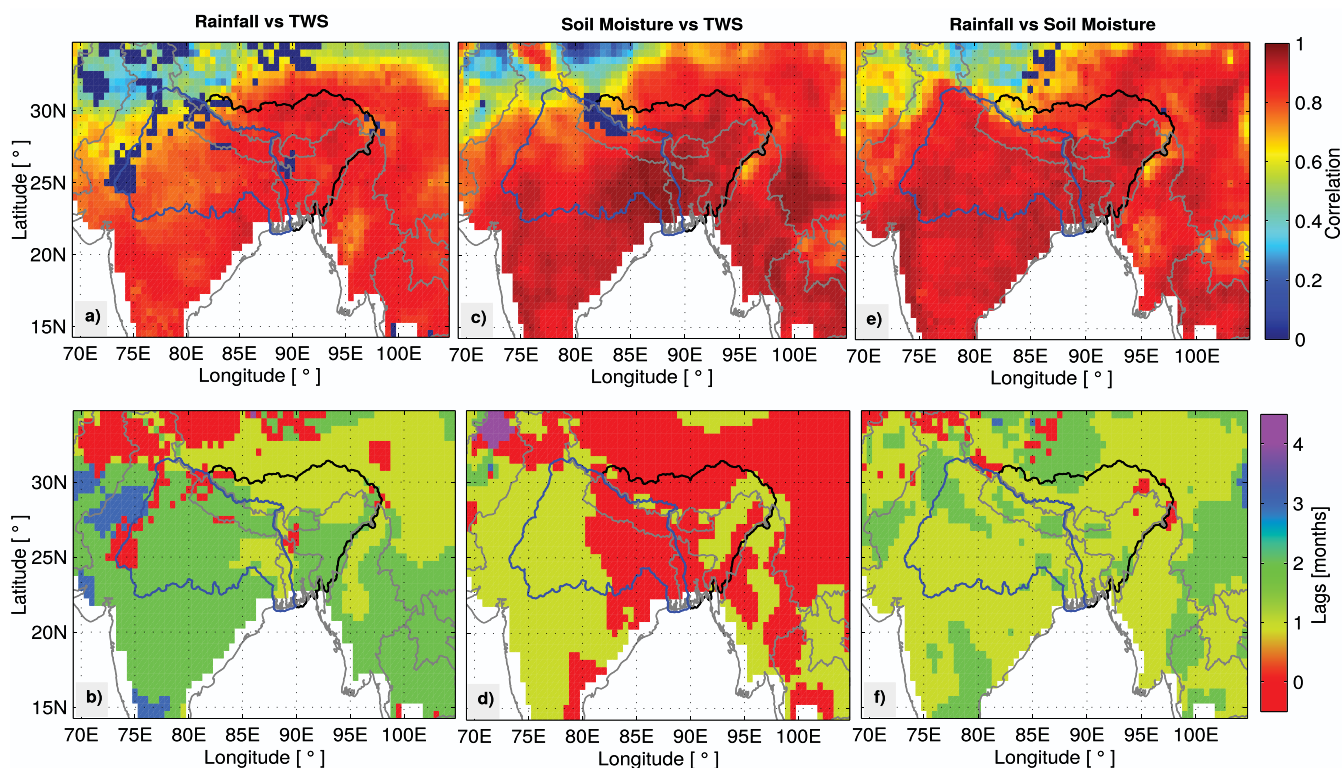 Rainfall vs TWS
Soil Moisture vs TWS
Rainfall vs Soil Moisture
30N
25N
20N
15N
Latitude [ ° ]
a)
c)
e)
70E 75E 80E 85E 90E 95E 100E
70E 75E 80E 85E 90E 95E 100E
70E 75E 80E 85E 90E 95E 100E
Longitude [ ° ]
Longitude [ ° ]
Longitude [ ° ]
1
0.8
0.6
0.4
0.2
0
Correlation
30N
25N
20N
15N
Latitude [ ° ]
b)
d)
f)
70E 75E 80E 85E 90E 95E 100E
70E 75E 80E 85E 90E 95E 100E
70E 75E 80E 85E 90E 95E 100E
Longitude [ ° ]
Longitude [ ° ]
Longitude [ ° ]
4
3
2
1
0
Lags [months]